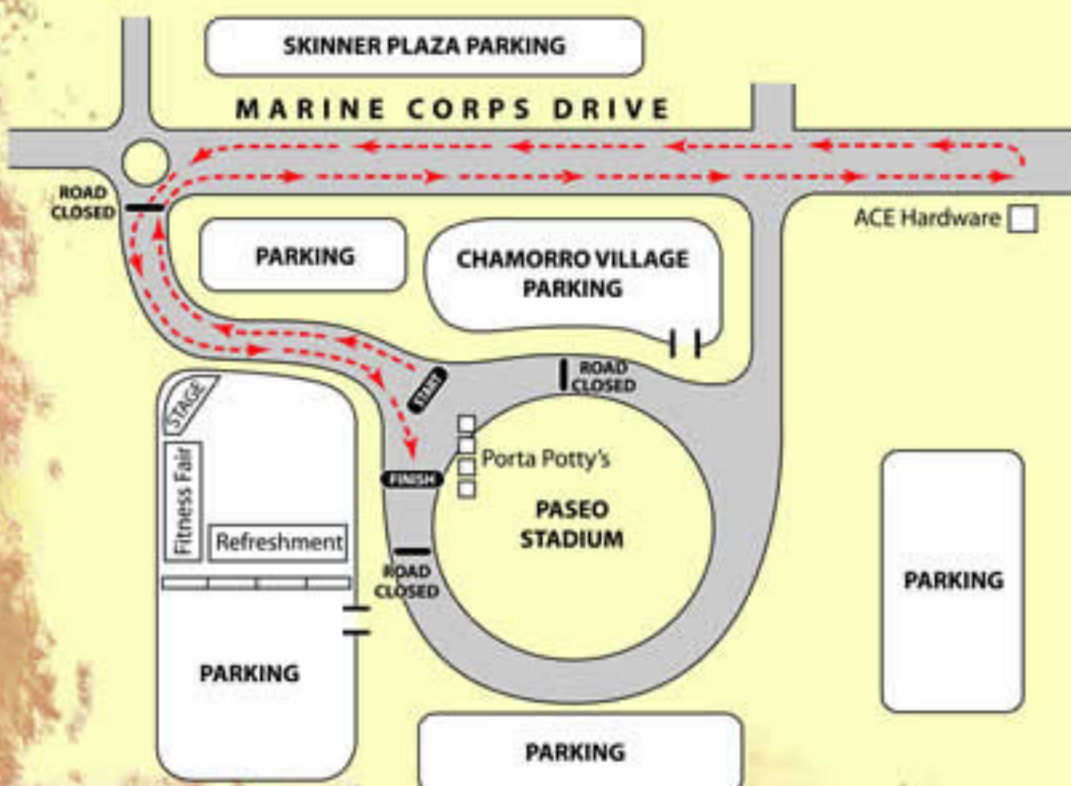 SKINNER PLAZA PARKING
MARINE CORPS DRIVE
ROAD
CLOSED
ACE Hardware
PARKING
CHAMORRO VILLAGE
PARKING
START
ROAD
CLOSED
STAGE
Porta Potty's
FINISH
Fitness Fair
Refreshment
PASEO
STADIUM
ROAD
CLOSED
PARKING
PARKING
PARKING